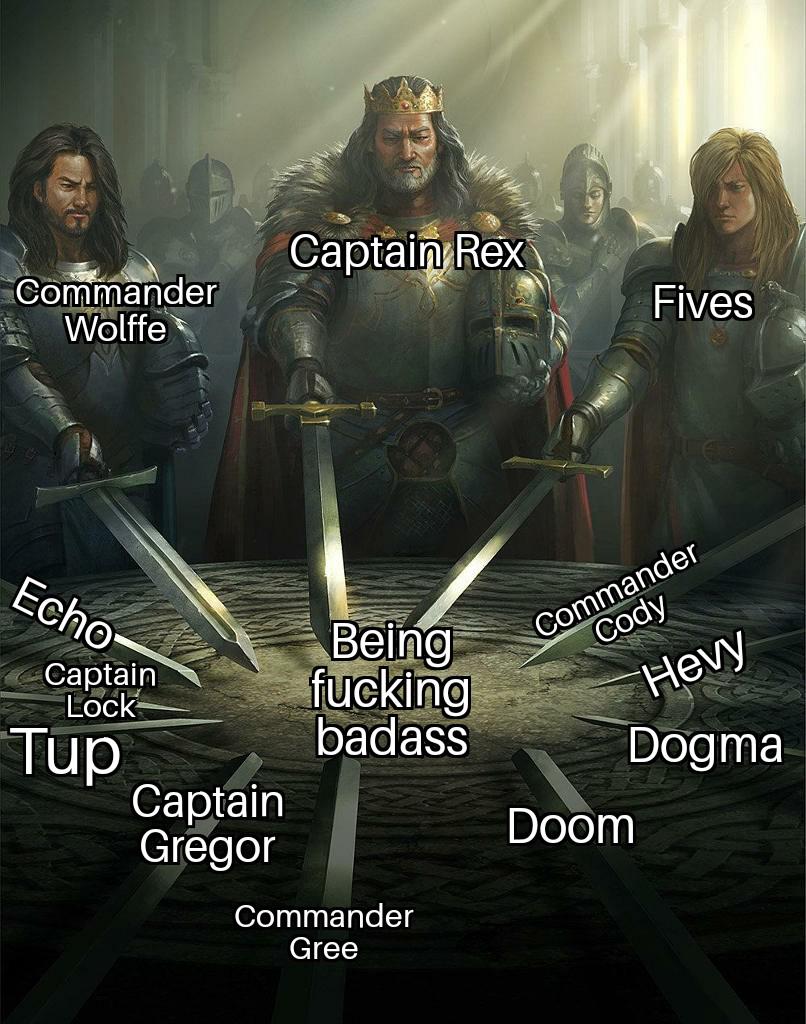 Captain Rex
Commander
Wolffe
Fives
Echo
Commander
Cody
Captain
Lock
Being
fucking
badass
Hevy
Tup
Dogma
Captain
Gregor
Doom
Commander
Gree